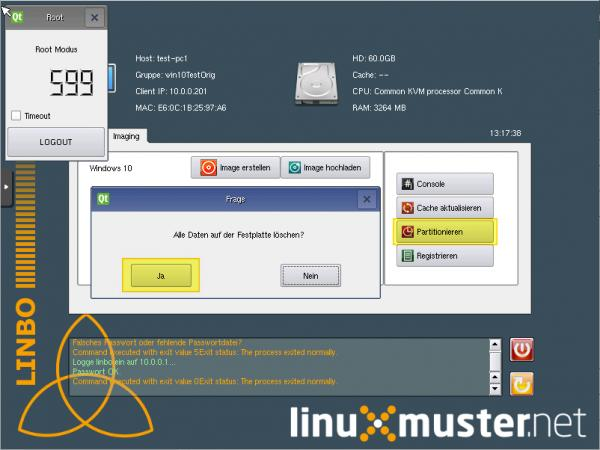 Qt Root
Root Modus
599
Timeout
LOGOUT
Host: test-pc1
Gruppe: win10TestOrig
Client IP: 10.0.0.201
MAC: E6:0C:1B:25:97:A6
HD: 60.0GB
Cache: --
CPU: Common KVM processor Common K
RAM: 3264 MB
Imaging
13:17:38
Windows 10
Image erstellen
Image hochladen
Console
Cache aktualisieren
Partitionieren
Registrieren
Qt Frage
Alle Daten auf der Festplatte löschen?
Ja
Nein
LINBO
Falsches Passwort oder fehlende Passwortdatei?
Command executed with exit value 5Exit status: The process exited normally.
Logge linbo ein auf 10.0.0.1...
Passwort OK.
Command executed with exit value 0Exit status: The process exited normally.
linuxmuster.net